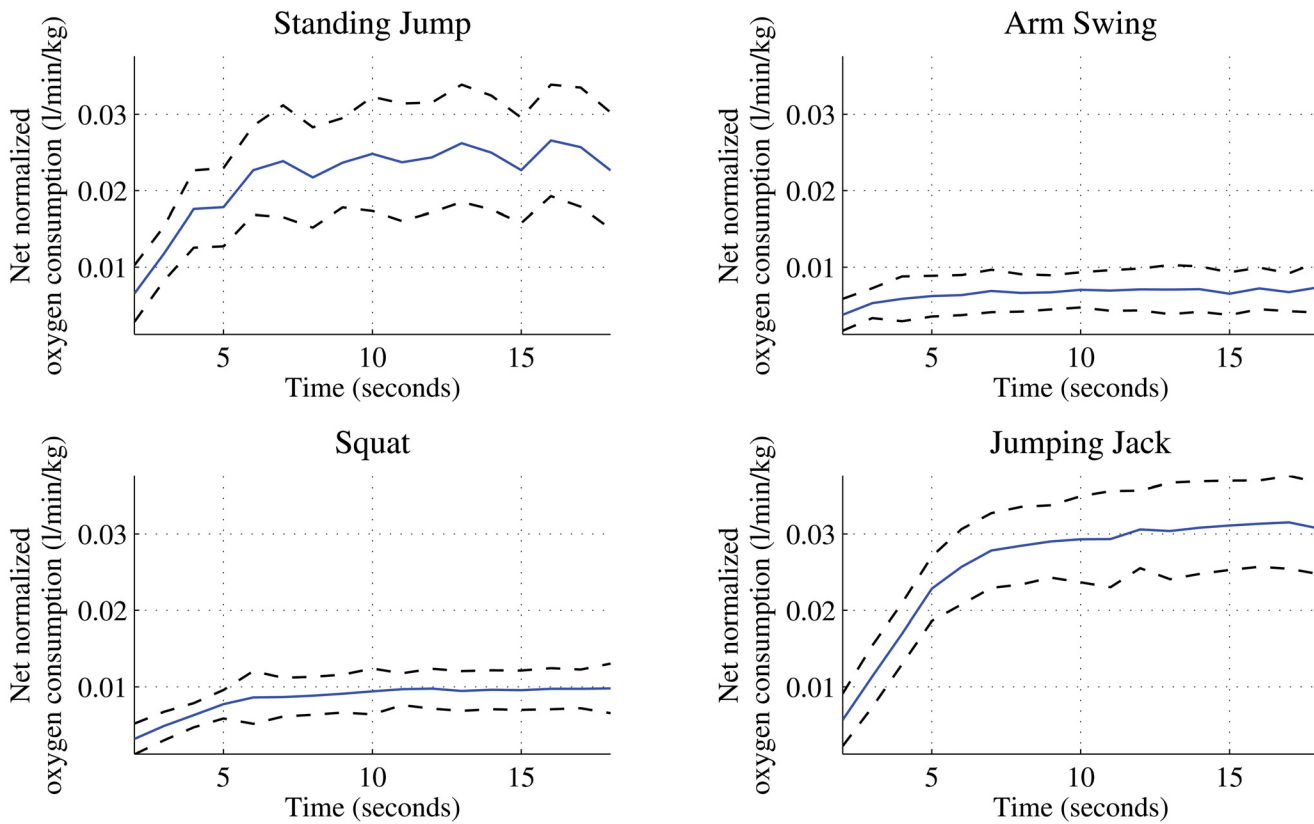 Standing Jump
Net normalized
oxygen consumption (l/min/kg)
0.03
0.02
0.01
5 10 15
Time (seconds)
Arm Swing
Net normalized
oxygen consumption (l/min/kg)
0.03
0.02
0.01
5 10 15
Time (seconds)
Squat
Net normalized
oxygen consumption (l/min/kg)
0.03
0.02
0.01
5 10 15
Time (seconds)
Jumping Jack
Net normalized
oxygen consumption (l/min/kg)
0.03
0.02
0.01
5 10 15
Time (seconds)